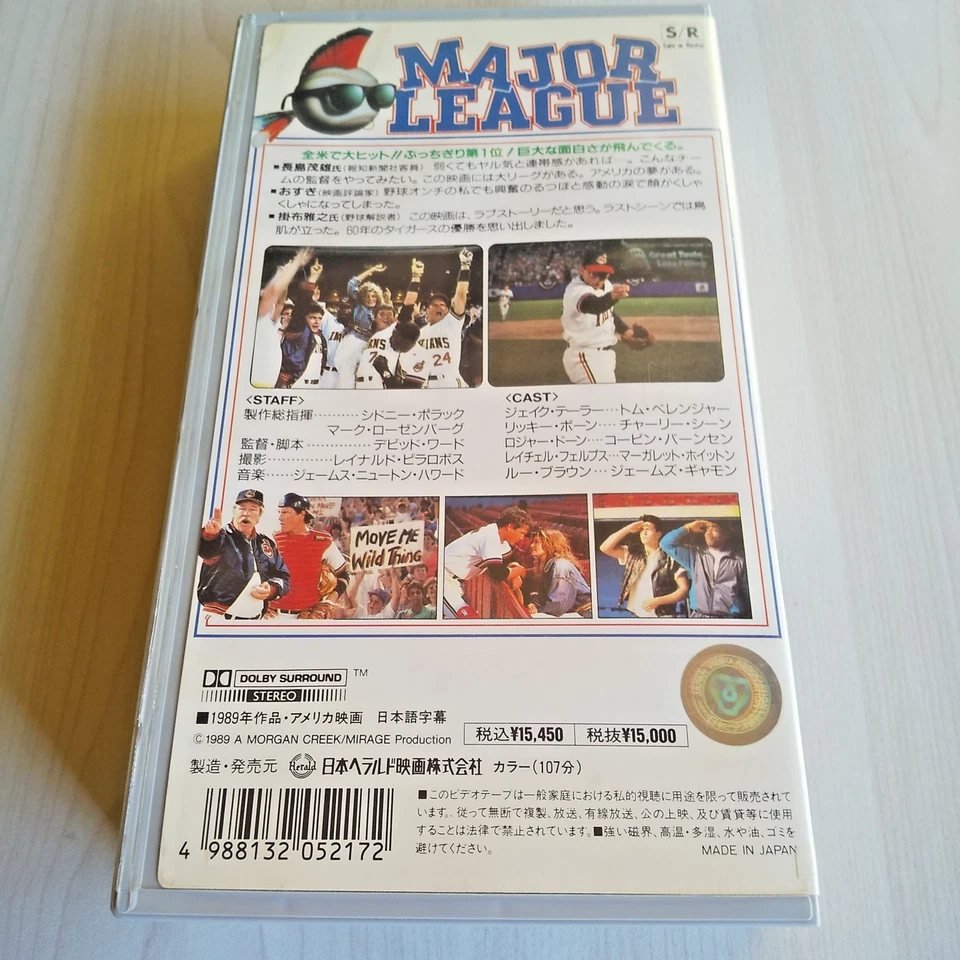 S/R
Sale or Rental
MAJOR
LEAGUE
全米で大ヒット!!ぶっちぎり第1位!巨大な面白さが飛んでくる。
■長島茂雄氏(報知新聞社客員) 弱くてもヤル気と連帯感があれば…。こんなチー
ムの監督をやってみたい。この映画には大リーグがある。アメリカの夢がある。
■おすぎ(映画評論家)野球オンチの私でも興奮のるつぼと感動の涙で顔がくしゃ
くしゃになってしまった。
■掛布雅之氏(野球解説者) この映画は、ラブストーリーだと思う。ラストシーンでは鳥
肌が立った。60年のタイガースの優勝を思い出しました。
7
INDIANS
24
Great Taste
Less Filling
〈STAFF〉
製作総指揮………シドニー・ポラック
マーク・ローゼンバーグ
監督・脚本…………デビッド・ワード
撮影…………レイナルド・ビラロボス
音楽……ジェームス・ニュートン・ハワード
〈CAST〉
ジェイク・テーラー…トム・ベレンジャー
リッキー・ボーン…チャーリー・シーン
ロジャー・ドーン…コービン・バーンセン
レイチェル・フェルプス…マーガレット・ホイットン
ルー・ブラウン…ジェームズ・ギャモン
MOVE ME
Wild THING
DOLBY SURROUND TM
STEREO
■1989年作品・アメリカ映画 日本語字幕
©1989 A MORGAN CREEK/MIRAGE Production
税込¥15,450 税抜¥15,000
製造・発売元 Herald 日本ヘラルド映画株式会社 カラー(107分)
4 988132 052172
■このビデオテープは一般家庭における私的視聴に用途を限って販売されて
います。従って無断で複製、放送、有線放送、公の上映、及び賃貸等に使用
することは法律で禁止されています。■強い磁界、高温・多湿、水や油、ゴミを
避けてください。
MADE IN JAPAN